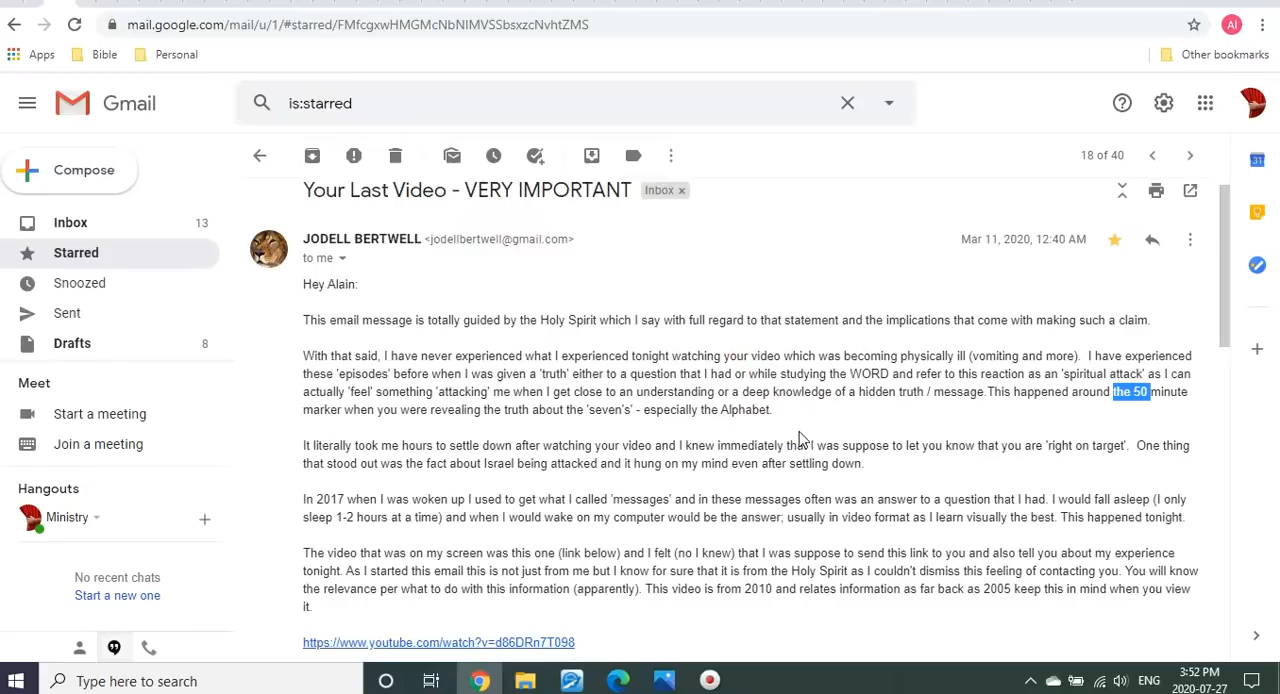 mail.google.com/mail/u/1/#starred/FMfcgxwHMGMcNbNlMVSSbsxzcNvhtZMS
AI
Apps Bible Personal Other bookmarks
Gmail
is:starred
Compose
18 of 40
Your Last Video - VERY IMPORTANT Inbox x
Inbox 13
Starred
Snoozed
Sent
Drafts 8
Meet
Start a meeting
Join a meeting
Hangouts
Ministry
No recent chats
Start a new one
JODELL BERTWELL <jodellbertwell@gmail.com> Mar 11, 2020, 12:40 AM
to me
Hey Alain:
This email message is totally guided by the Holy Spirit which I say with full regard to that statement and the implications that come with making such a claim.
With that said, I have never experienced what I experienced tonight watching your video which was becoming physically ill (vomiting and more). I have experienced
these 'episodes' before when I was given a 'truth' either to a question that I had or while studying the WORD and refer to this reaction as an 'spiritual attack' as I can
actually 'feel' something 'attacking' me when I get close to an understanding or a deep knowledge of a hidden truth / message.This happened around the 50 minute
marker when you were revealing the truth about the 'seven's' - especially the Alphabet.
It literally took me hours to settle down after watching your video and I knew immediately that I was suppose to let you know that you are 'right on target'. One thing
that stood out was the fact about Israel being attacked and it hung on my mind even after settling down.
In 2017 when I was woken up I used to get what I called 'messages' and in these messages often was an answer to a question that I had. I would fall asleep (I only
sleep 1-2 hours at a time) and when I would wake on my computer would be the answer; usually in video format as I learn visually the best. This happened tonight.
The video that was on my screen was this one (link below) and I felt (no I knew) that I was suppose to send this link to you and also tell you about my experience
tonight. As I started this email this is not just from me but I know for sure that it is from the Holy Spirit as I couldn't dismiss this feeling of contacting you. You will know
the relevance per what to do with this information (apparently). This video is from 2010 and relates information as far back as 2005 keep this in mind when you view
it.
https://www.youtube.com/watch?v=d86DRn7T098
31
Type here to search
ENG
3:52 PM
2020-07-27